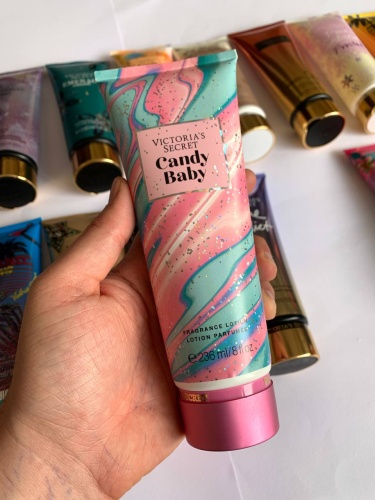 VICTORIA'S
SECRET
Candy
Baby
FRAGRANCE LOTION
LOTION PARFUMÉE
℮ 236 ml/8 fl oz